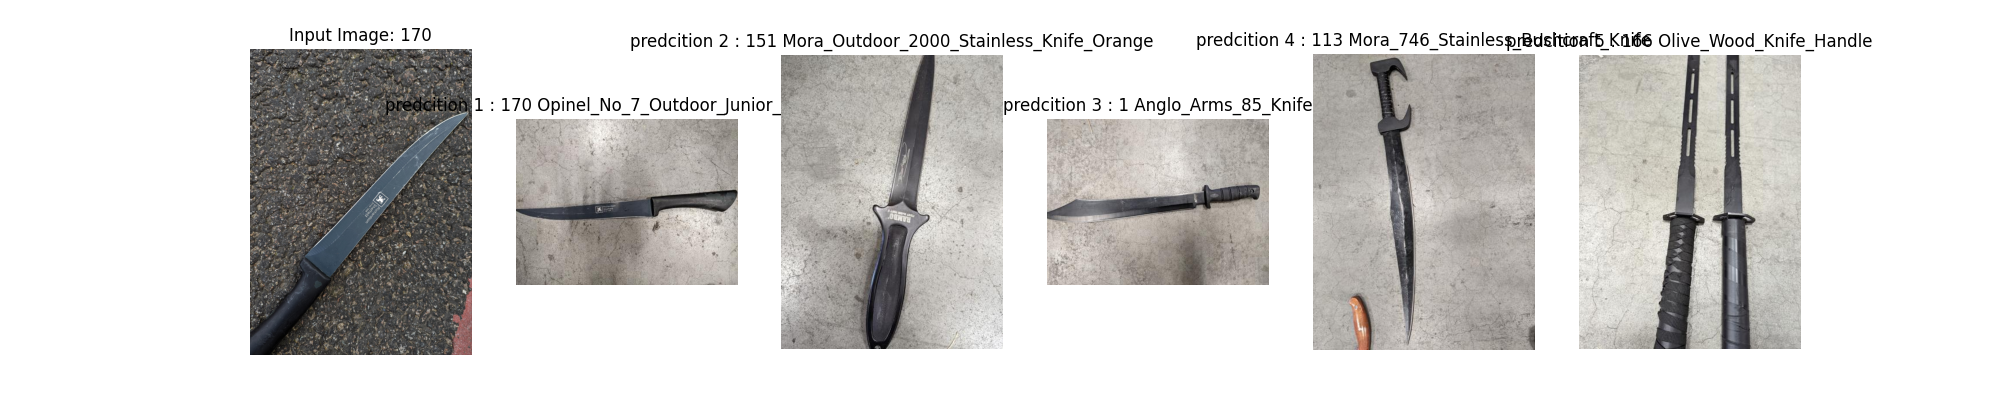 Input Image: 170
predcition 1 : 170 Opinel_No_7_Outdoor_Junior_
predcition 2 : 151 Mora_Outdoor_2000_Stainless_Knife_Orange
predcition 3 : 1 Anglo_Arms_85_Knife
predcition 4 : 113 Mora_746_Stainless_Bushcraft_Knife
predcition 5 : 166 Olive_Wood_Knife_Handle
RAMBO